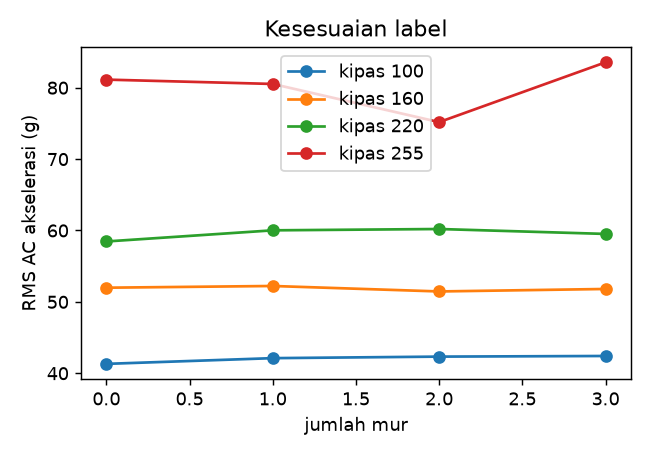 Kesesuaian label
kipas 100
kipas 160
kipas 220
kipas 255
RMS AC akselerasi (g)
80
70
60
50
40
0.0 0.5 1.0 1.5 2.0 2.5 3.0
jumlah mur